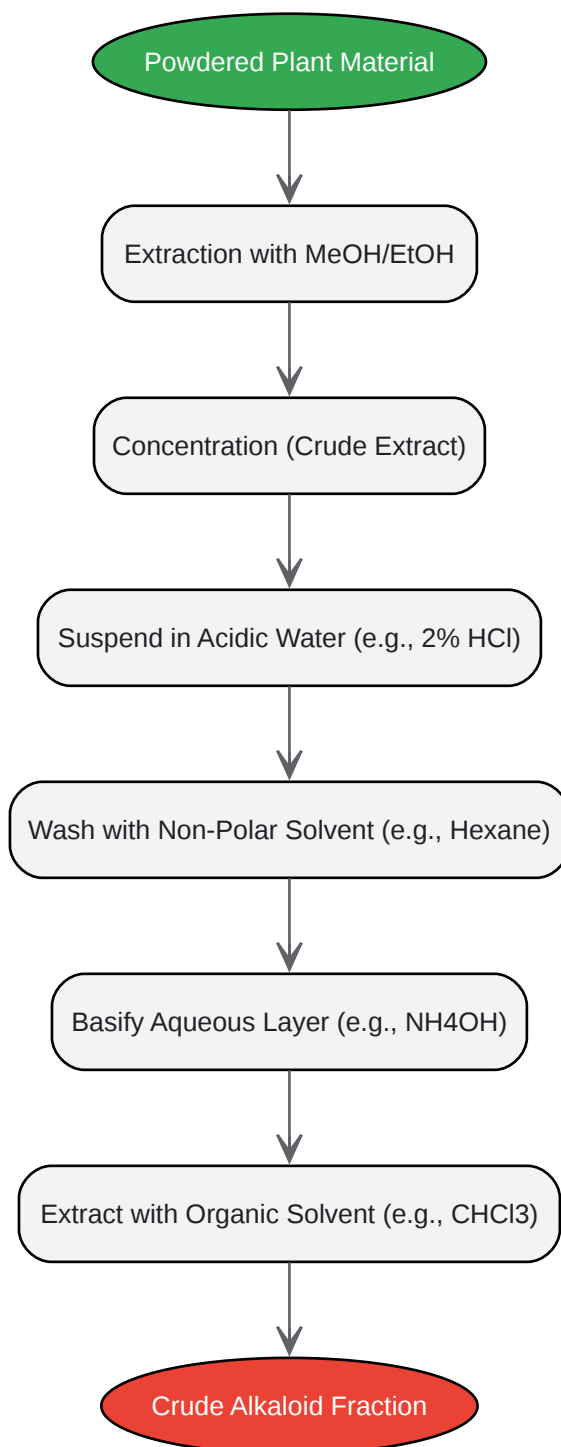 Powdered Plant Material
Extraction with MeOH/EtOH
Concentration (Crude Extract)
Suspend in Acidic Water (e.g., 2% HCl)
Wash with Non-Polar Solvent (e.g., Hexane)
Basify Aqueous Layer (e.g., NH4OH)
Extract with Organic Solvent (e.g., CHCl3)
Crude Alkaloid Fraction